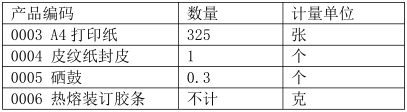 产品编码 数量 计量单位
0003 A4 打印纸 325 张
0004 皮纹纸封皮 1 个
0005 硒鼓 0.3 个
0006 热熔装订胶条 不计 克